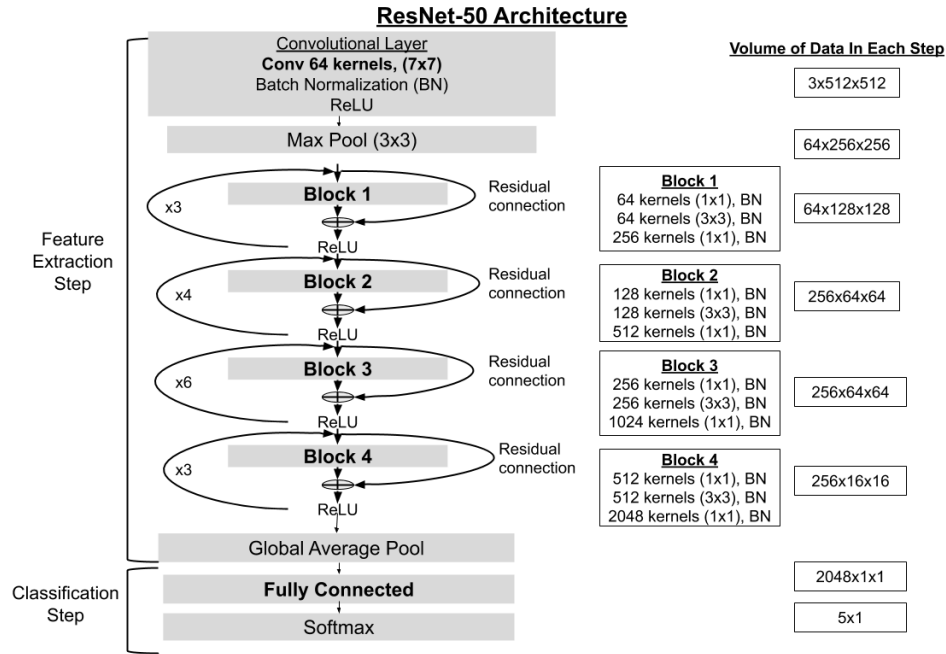 ResNet-50 Architecture
Convolutional Layer
Conv 64 kernels, (7x7)
Batch Normalization (BN)
ReLU
Volume of Data In Each Step
3x512x512
Max Pool (3x3)
64x256x256
x3
Block 1
Residual
connection
ReLU
Block 1
64 kernels (1x1), BN
64 kernels (3x3), BN
256 kernels (1x1), BN
64x128x128
Feature
Extraction
Step
x4
Block 2
Residual
connection
ReLU
Block 2
128 kernels (1x1), BN
128 kernels (3x3), BN
512 kernels (1x1), BN
256x64x64
x6
Block 3
Residual
connection
ReLU
Block 3
256 kernels (1x1), BN
256 kernels (3x3), BN
1024 kernels (1x1), BN
256x64x64
x3
Block 4
Residual
connection
ReLU
Block 4
512 kernels (1x1), BN
512 kernels (3x3), BN
2048 kernels (1x1), BN
256x16x16
Global Average Pool
Classification
Step
Fully Connected
2048x1x1
Softmax
5x1